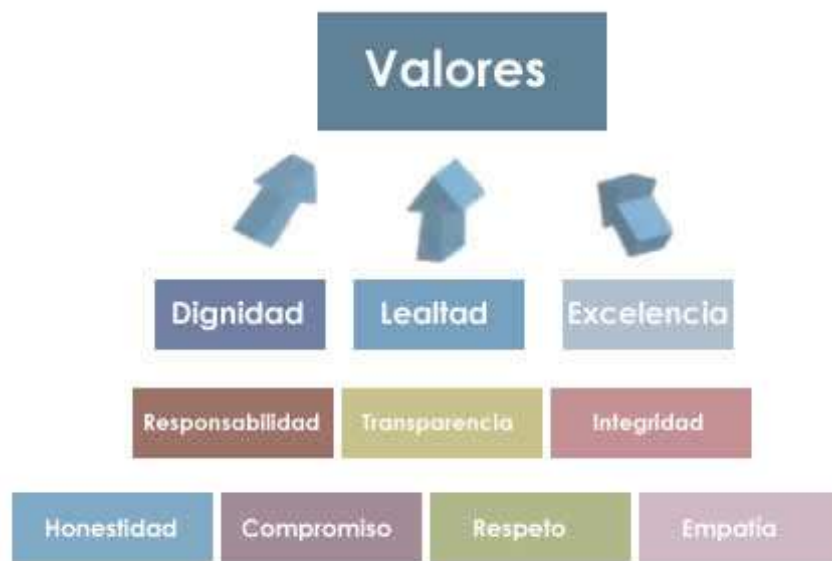 Valores
Dignidad Lealtad Excelencia
Responsabilidad Transparencia Integridad
Honestidad Compromiso Respeto Empatía